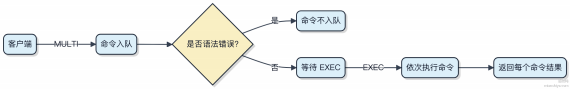 客户端
MULTI
命令入队
是否语法错误?
是
命令不入队
否
等待 EXEC
EXEC
依次执行命令
返回每个命令结果